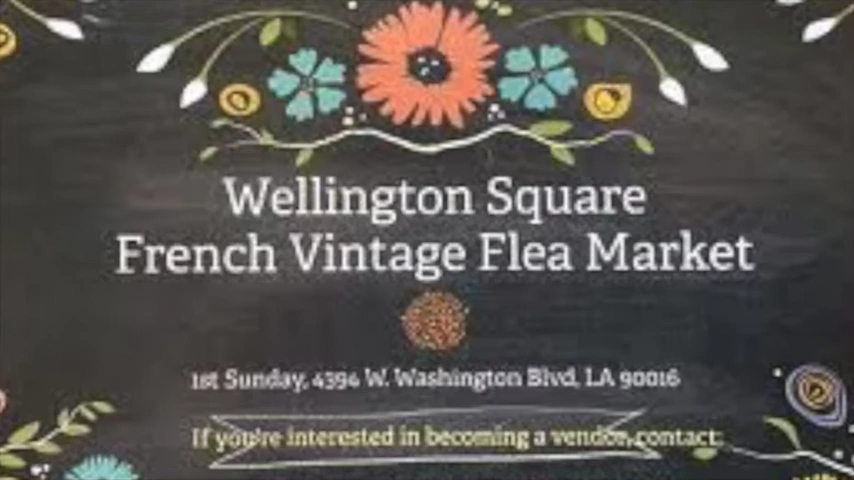 Wellington Square
French Vintage Flea Market
1st Sunday, 4394 W. Washington Blvd, LA 90016
If you're interested in becoming a vendor, contact: